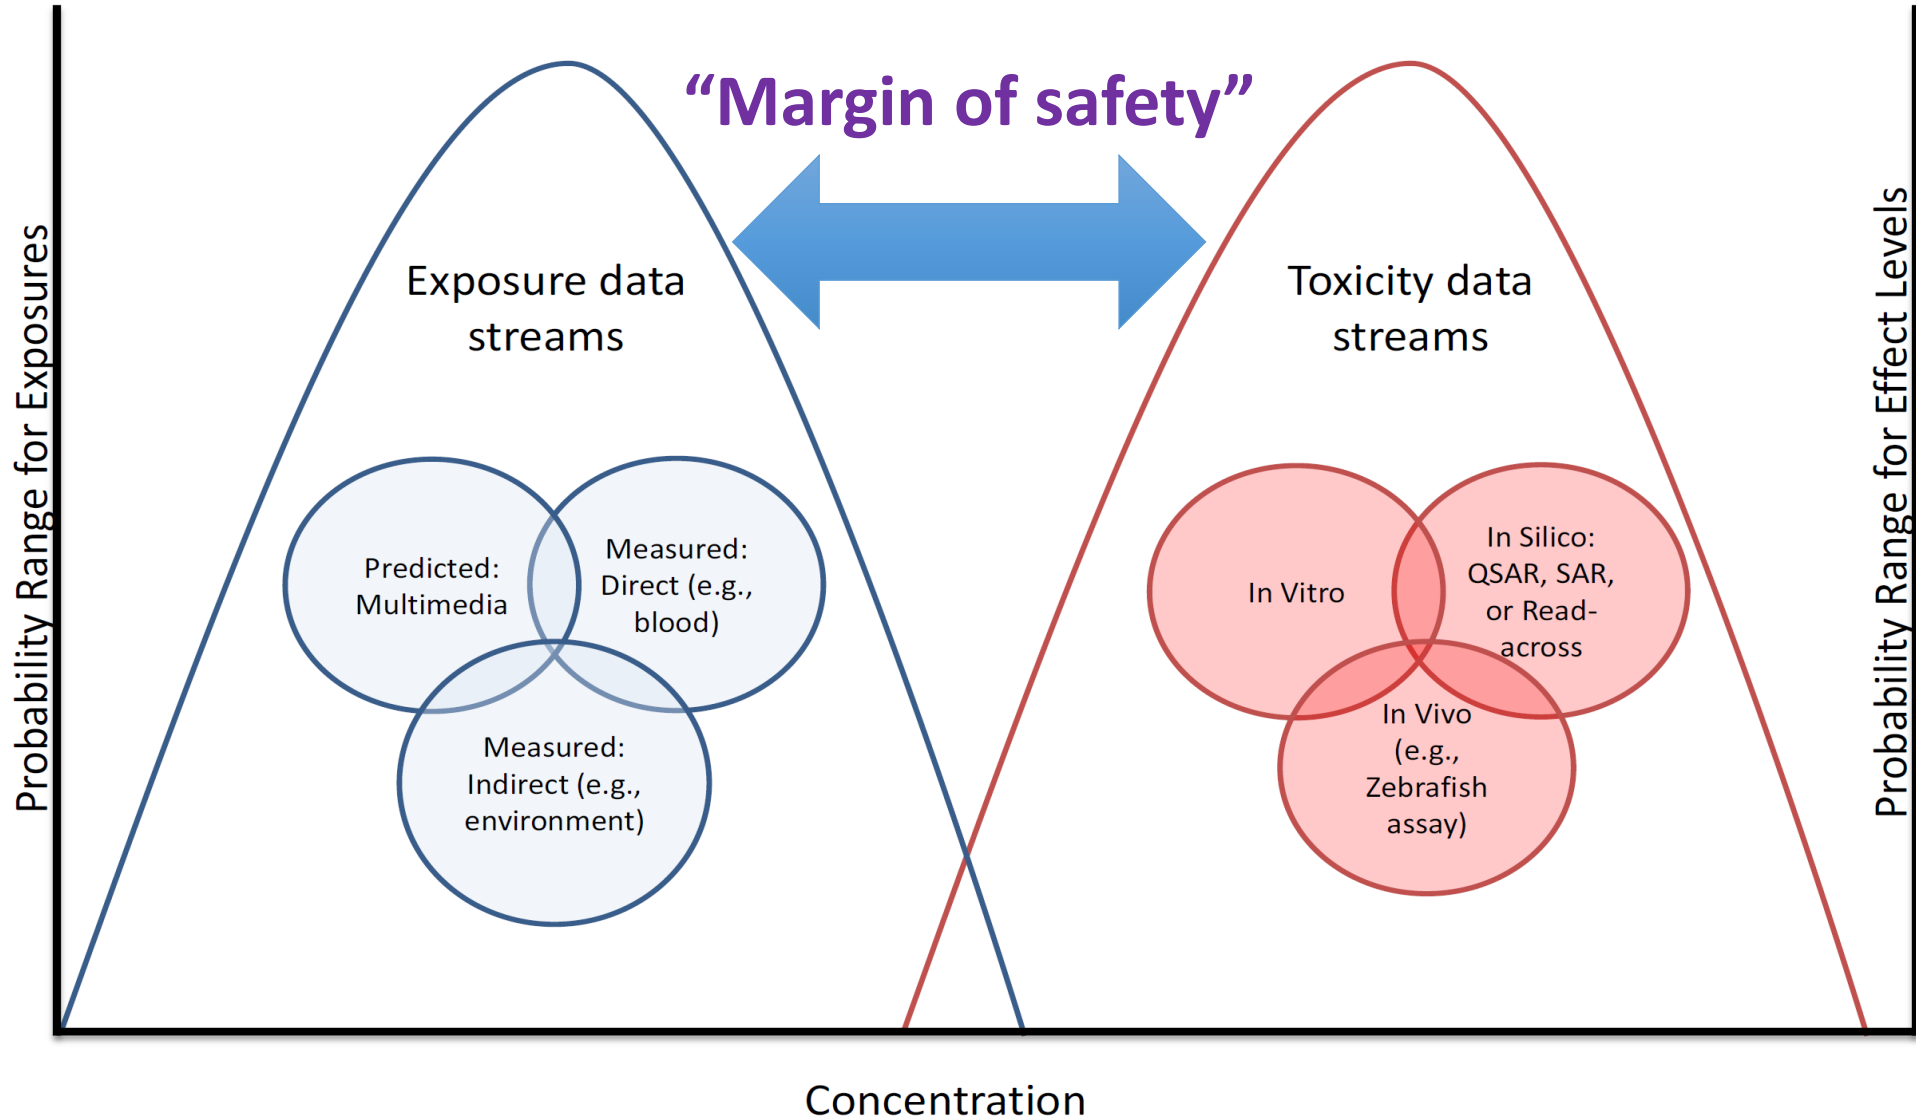 “Margin of safety”
Probability Range for Exposures
Exposure data
streams
Predicted:
Multimedia
Measured:
Direct (e.g.,
blood)
Measured:
Indirect (e.g.,
environment)
Toxicity data
streams
In Vitro
In Silico:
QSAR, SAR,
or Read-
across
In Vivo
(e.g.,
Zebrafish
assay)
Probability Range for Effect Levels
Concentration